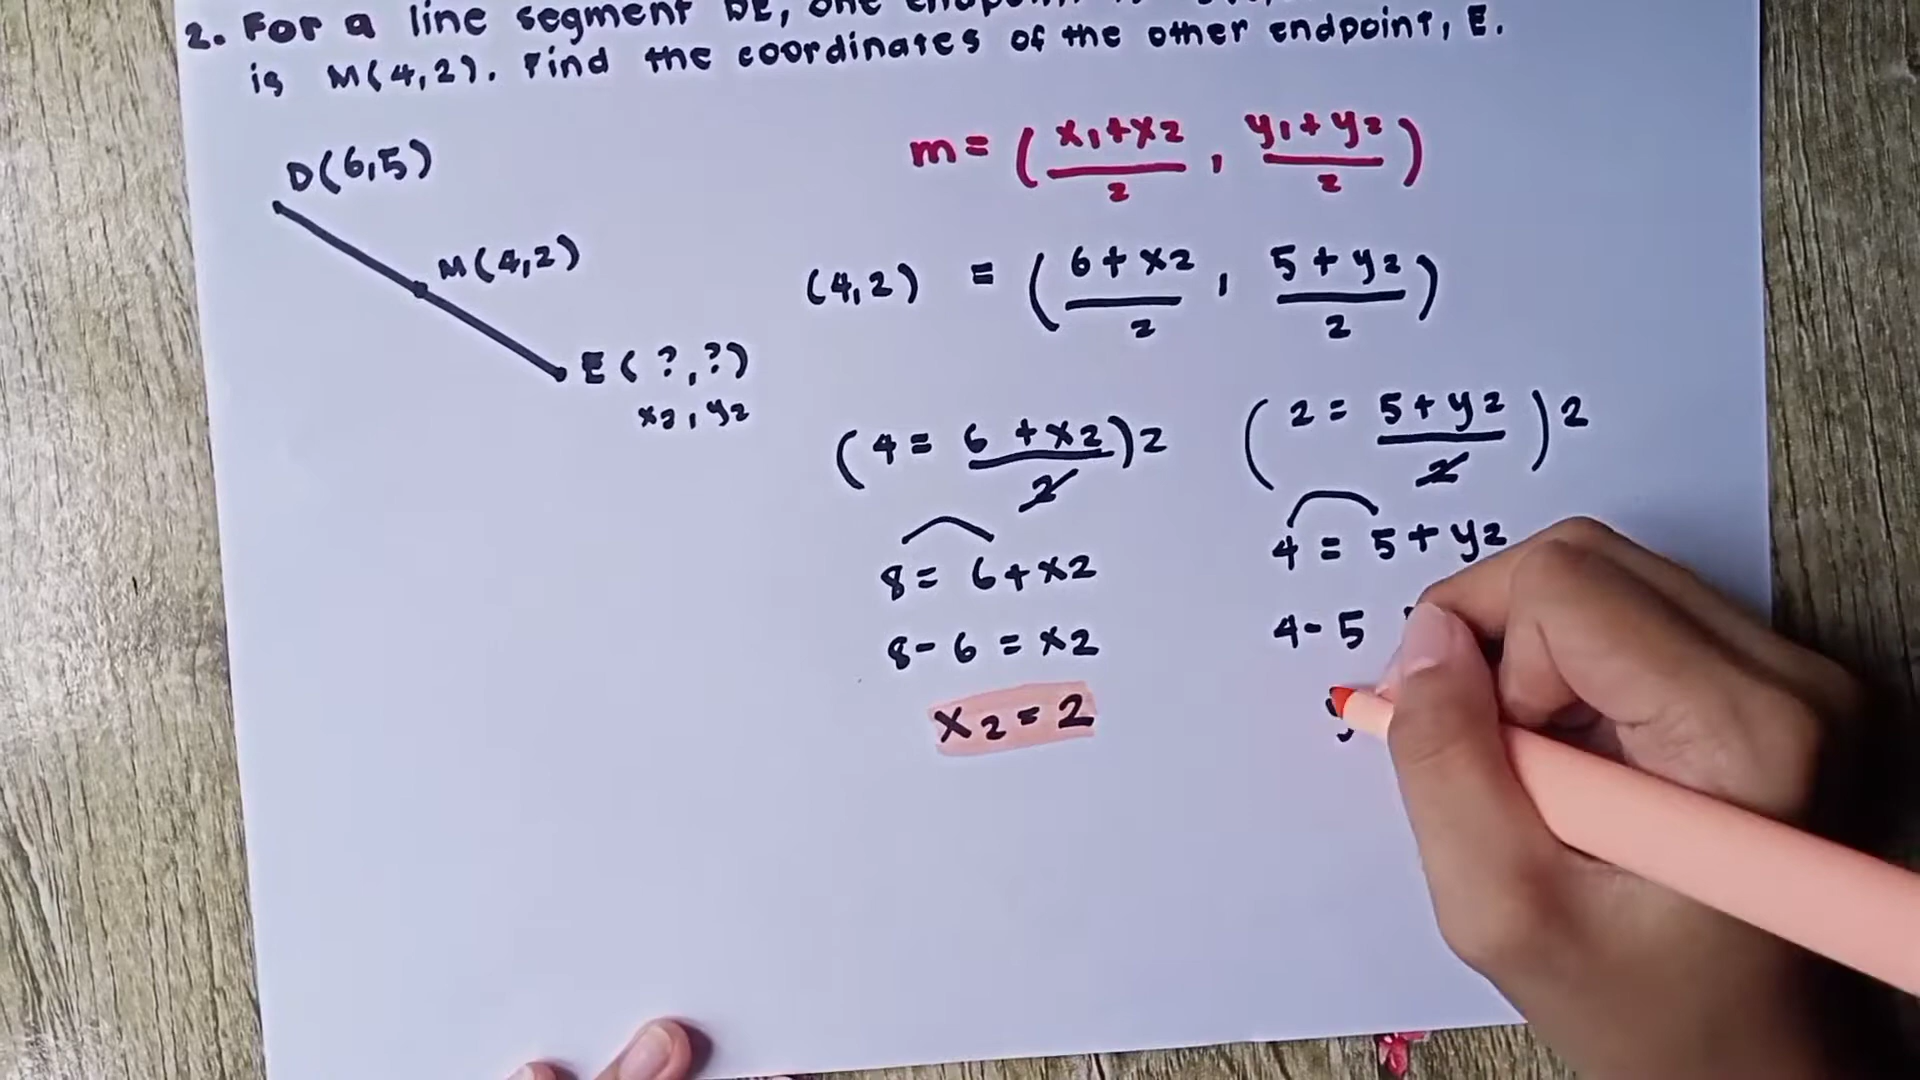 2. For a line segment DE, one
is M(4,2). Find the coordinates of the other endpoint, E.
D(6,5)
M(4,2)
E(?,?)
x2, y2
m = (x1+x2/2, y1+y2/2)
(4,2) = (6+x2/2, 5+y2/2)
(4 = 6+x2/2)2
8 = 6+x2
8-6 = x2
x2 = 2
(2 = 5+y2/2)2
4 = 5+y2
4-5